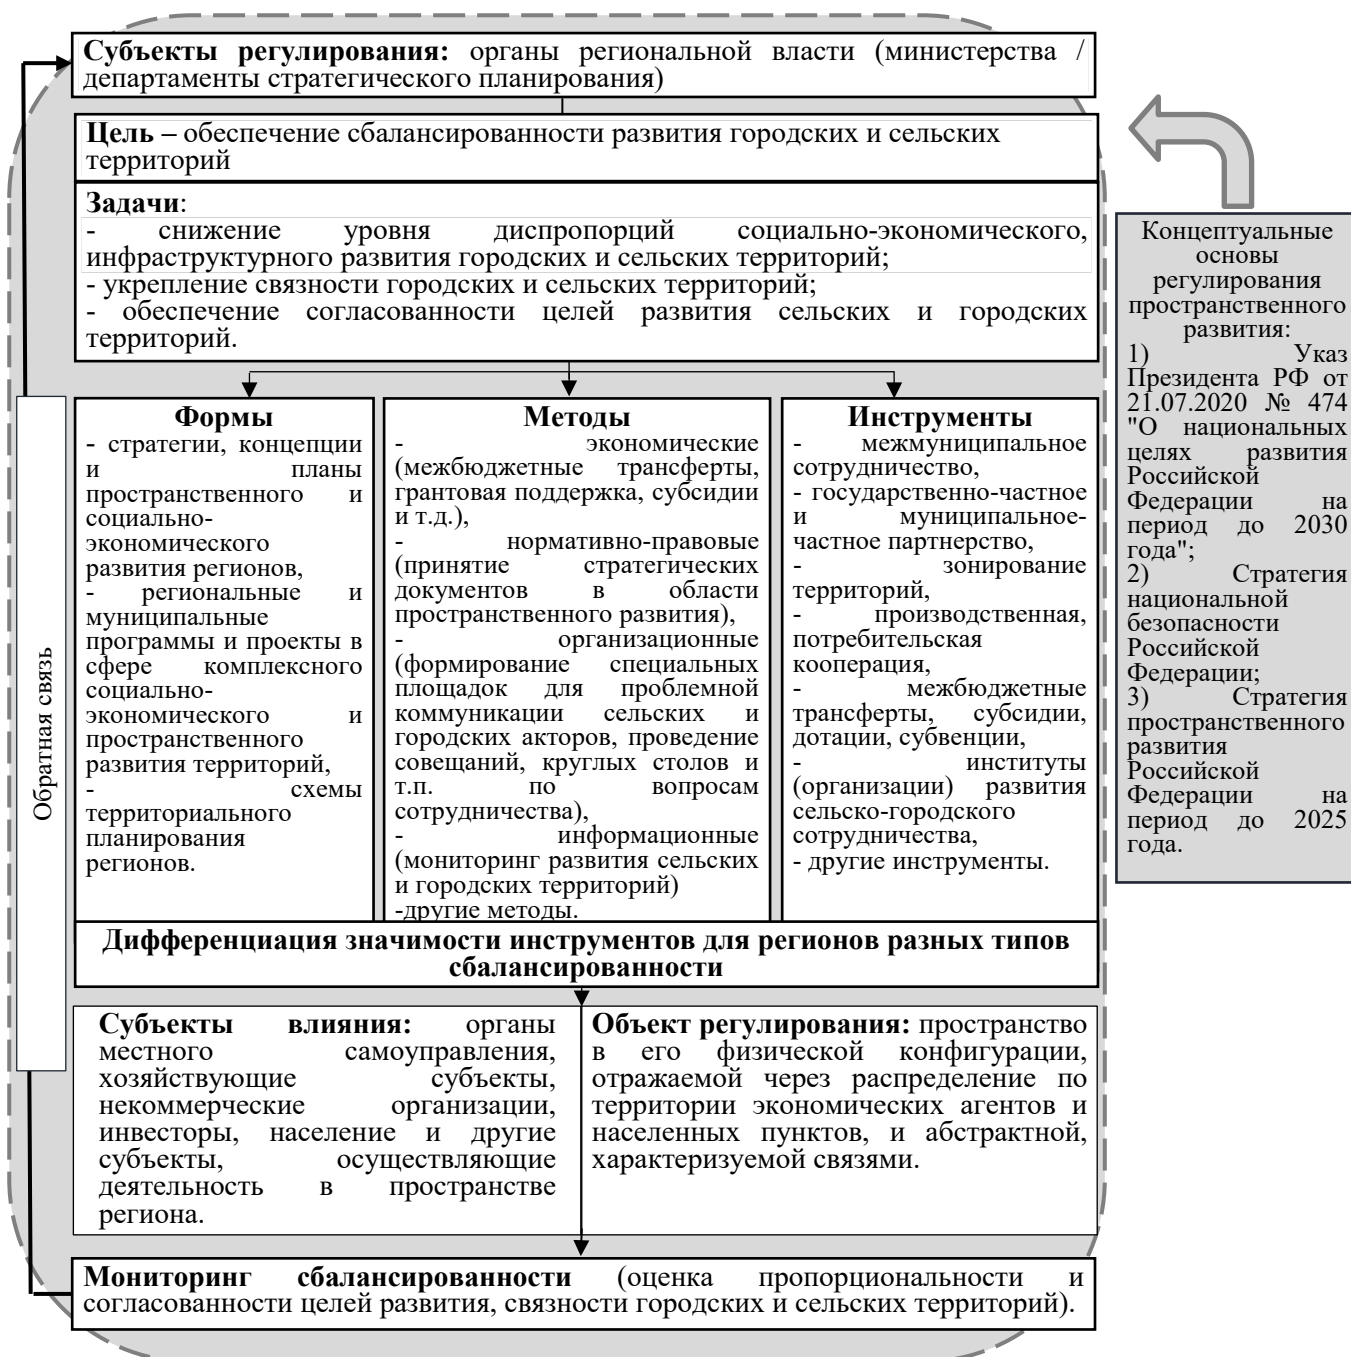 Субъекты регулирования: органы региональной власти (министерства /
департаменты стратегического планирования)
Цель – обеспечение сбалансированности развития городских и сельских
территорий
Задачи:
- снижение уровня диспропорций социально-экономического,
инфраструктурного развития городских и сельских территорий;
- укрепление связности городских и сельских территорий;
- обеспечение согласованности целей развития сельских и городских
территорий.
Формы
- стратегии, концепции
и планы
пространственного и
социально-
экономического
развития регионов,
- региональные и
муниципальные
программы и проекты в
сфере комплексного
социально-
экономического и
пространственного
развития территорий,
- схемы
территориального
планирования
регионов.
Методы
- экономические
(межбюджетные трансферты,
грантовая поддержка, субсидии
и т.д.),
- нормативно-правовые
(принятие стратегических
документов в области
пространственного развития),
- организационные
(формирование специальных
площадок для проблемной
коммуникации сельских и
городских акторов, проведение
совещаний, круглых столов и
т.п. по вопросам
сотрудничества),
- информационные
(мониторинг развития сельских
и городских территорий)
-другие методы.
Инструменты
- межмуниципальное
сотрудничество,
- государственно-частное
и муниципальное-
частное партнерство,
- зонирование
территорий,
- производственная,
потребительская
кооперация,
- межбюджетные
трансферты, субсидии,
дотации, субвенции,
- институты
(организации) развития
сельско-городского
сотрудничества,
- другие инструменты.
Дифференциация значимости инструментов для регионов разных типов
сбалансированности
Субъекты влияния: органы
местного самоуправления,
хозяйствующие субъекты,
некоммерческие организации,
инвесторы, население и другие
субъекты, осуществляющие
деятельность в пространстве
региона.
Объект регулирования: пространство
в его физической конфигурации,
отражаемой через распределение по
территории экономических агентов и
населенных пунктов, и абстрактной,
характеризуемой связями.
Мониторинг сбалансированности (оценка пропорциональности и
согласованности целей развития, связности городских и сельских территорий).
Обратная связь
Концептуальные
основы
регулирования
пространственного
развития:
1) Указ
Президента РФ от
21.07.2020 № 474
"О национальных
целях развития
Российской
Федерации на
период до 2030
года";
2) Стратегия
национальной
безопасности
Российской
Федерации;
3) Стратегия
пространственного
развития
Российской
Федерации на
период до 2025
года.